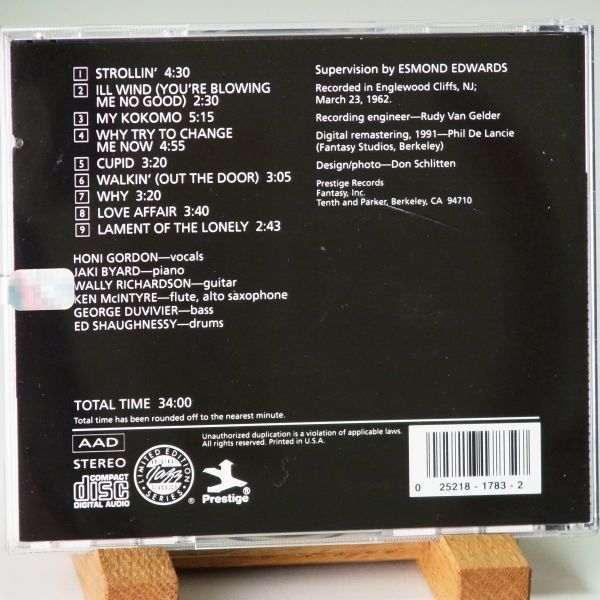 1 STROLLIN' 4:30
2 ILL WIND (YOU'RE BLOWING
ME NO GOOD) 2:30
3 MY KOKOMO 5:15
4 WHY TRY TO CHANGE
ME NOW 4:55
5 CUPID 3:20
6 WALKIN' (OUT THE DOOR) 3:05
7 WHY 3:20
8 LOVE AFFAIR 3:40
9 LAMENT OF THE LONELY 2:43
HONI GORDON—vocals
JAKI BYARD—piano
WALLY RICHARDSON—guitar
KEN McINTYRE—flute, alto saxophone
GEORGE DUVIVIER—bass
ED SHAUGHNESSY—drums
Supervision by ESMOND EDWARDS
Recorded in Englewood Cliffs, NJ;
March 23, 1962.
Recording engineer—Rudy Van Gelder
Digital remastering, 1991—Phil De Lancie
(Fantasy Studios, Berkeley)
Design/photo—Don Schlitten
Prestige Records
Fantasy, Inc.
Tenth and Parker, Berkeley, CA 94710
TOTAL TIME 34:00
Total time has been rounded off to the nearest minute.
AAD
STEREO
COMPACT
disc
DIGITAL AUDIO
LIMITED EDITION
Jazz
SERIES
®
Prestige®
Unauthorized duplication is a violation of applicable laws.
All rights reserved. Printed in U.S.A.
0 25218-1783-2